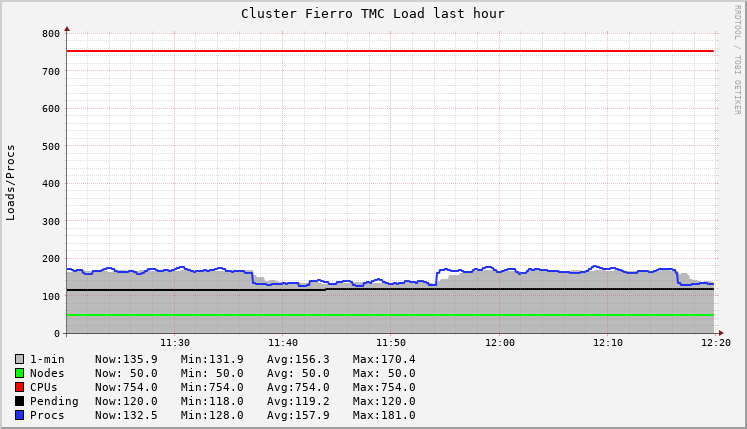 Cluster Fierro TMC Load last hour
RRDTOOL / TOBI OETIKER
Loads/Procs
800
700
600
500
400
300
200
100
0
11:30 11:40 11:50 12:00 12:10 12:20
1-min Now:135.9 Min:131.9 Avg:156.3 Max:170.4
Nodes Now: 50.0 Min: 50.0 Avg: 50.0 Max: 50.0
CPUs Now:754.0 Min:754.0 Avg:754.0 Max:754.0
Pending Now:120.0 Min:118.0 Avg:119.2 Max:120.0
Procs Now:132.5 Min:128.0 Avg:157.9 Max:181.0